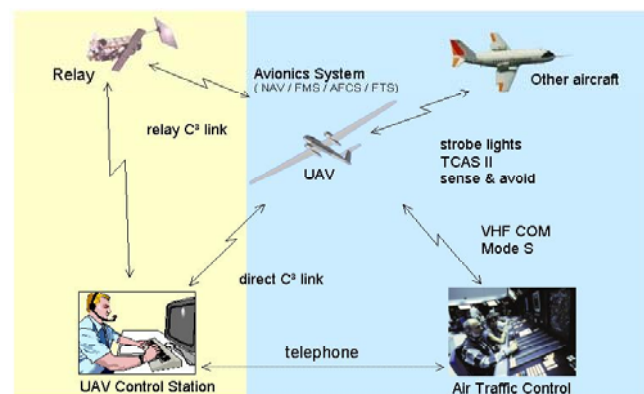 Relay
Avionics System
( NAV / FMS / AFCS / FTS )
Other aircraft
relay C³ link
UAV
strobe lights
TCAS II
sense & avoid
VHF COM
Mode S
direct C³ link
telephone
UAV Control Station
Air Traffic Control